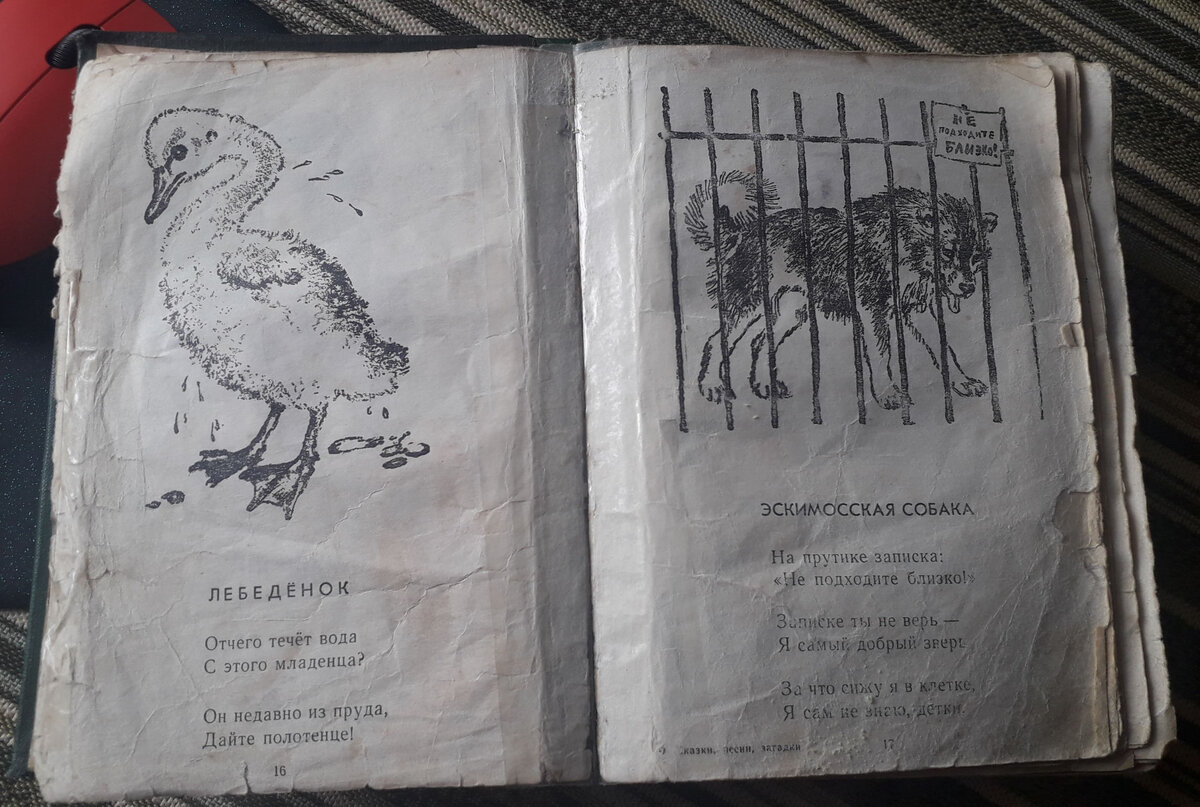 ЛЕБЕДЁНОК
Отчего течёт вода
С этого младенца?
Он недавно из пруда,
Дайте полотенце!
16
НЕ
ПОДХОДИТЕ
БЛИЗКО!
ЭСКИМОССКАЯ СОБАКА
На прутике записка:
«Не подходите близко!»
Записке ты не верь —
Я самый добрый зверь
За что сижу я в клетке,
Я сам не знаю, детки.
сказки, песни, загадки
17